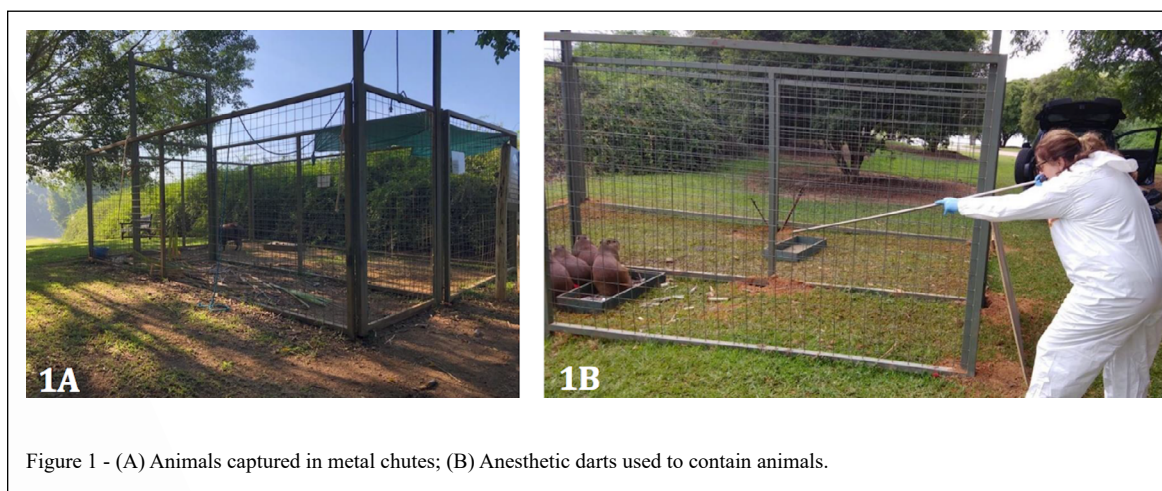 1A
1B
Figure 1 - (A) Animals captured in metal chutes; (B) Anesthetic darts used to contain animals.